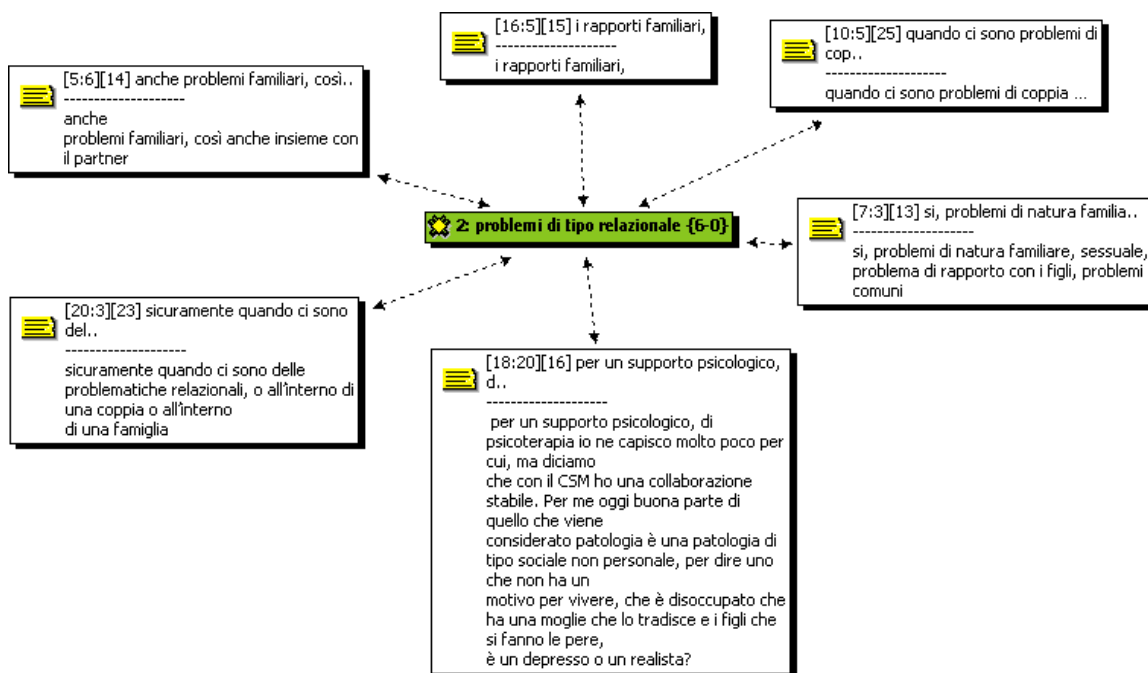 [16:5][15] i rapporti familiari,
--------------------
i rapporti familiari,
[10:5][25] quando ci sono problemi di
cop..
--------------------
quando ci sono problemi di coppia ...
[5:6][14] anche problemi familiari, così..
--------------------
anche
problemi familiari, così anche insieme con
il partner
2: problemi di tipo relazionale {6-0}
[7:3][13] si, problemi di natura familia..
--------------------
si, problemi di natura familiare, sessuale,
problema di rapporto con i figli, problemi
comuni
[20:3][23] sicuramente quando ci sono
del..
--------------------
sicuramente quando ci sono delle
problematiche relazionali, o all'interno di
una coppia o all'interno
di una famiglia
[18:20][16] per un supporto psicologico,
d..
--------------------
per un supporto psicologico, di
psicoterapia io ne capisco molto poco per
cui, ma diciamo
che con il CSM ho una collaborazione
stabile. Per me oggi buona parte di
quello che viene
considerato patologia è una patologia di
tipo sociale non personale, per dire uno
che non ha un
motivo per vivere, che è disoccupato che
ha una moglie che lo tradisce e i figli che
si fanno le pere,
è un depresso o un realista?